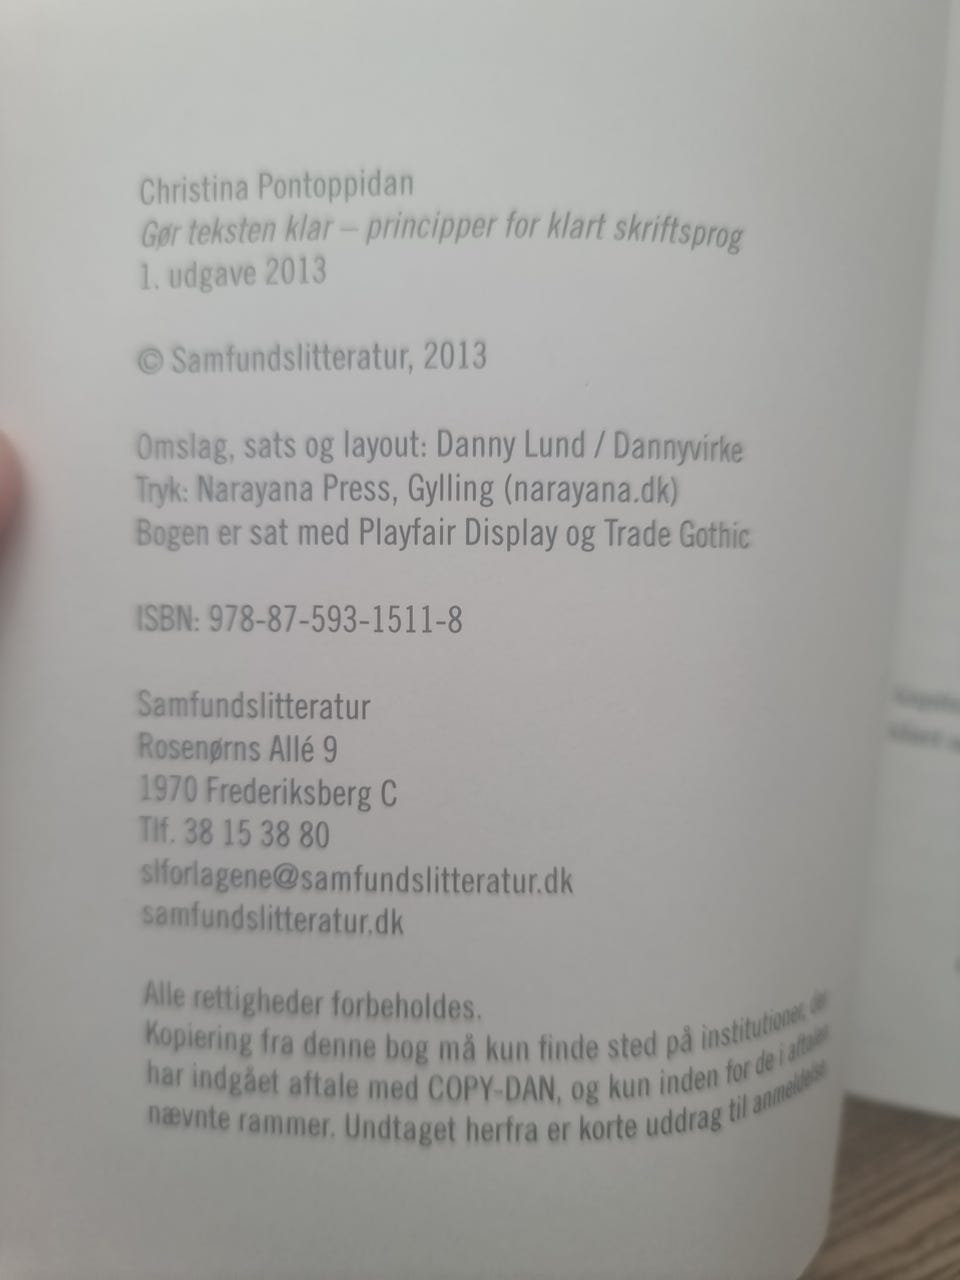 Christina Pontoppidan
Gør teksten klar – principper for klart skriftsprog
1. udgave 2013
© Samfundslitteratur, 2013
Omslag, sats og layout: Danny Lund / Dannyvirke
Tryk: Narayana Press, Gylling (narayana.dk)
Bogen er sat med Playfair Display og Trade Gothic
ISBN: 978-87-593-1511-8
Samfundslitteratur
Rosenørns Allé 9
1970 Frederiksberg C
Tlf. 38 15 38 80
slforlagene@samfundslitteratur.dk
samfundslitteratur.dk
Alle rettigheder forbeholdes.
Kopiering fra denne bog må kun finde sted på institutioner, der
har indgået aftale med COPY-DAN, og kun inden for de i aftalen
nævnte rammer. Undtaget herfra er korte uddrag til anmeldelse